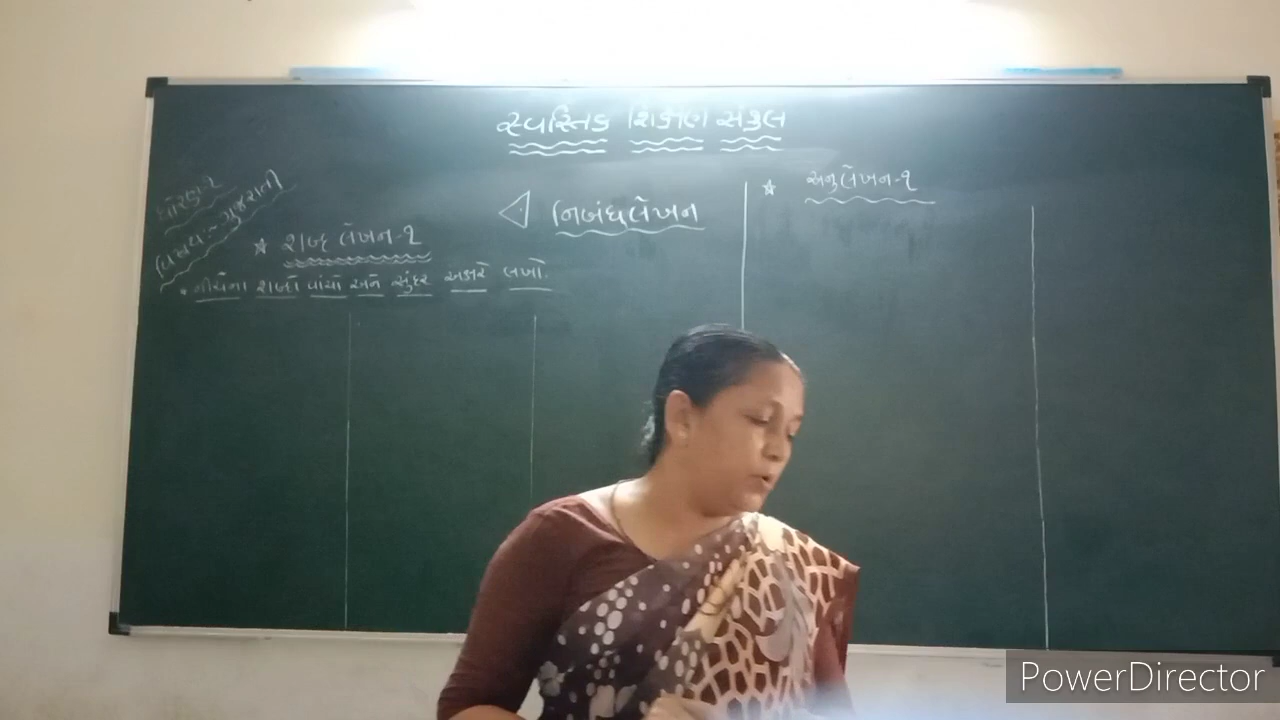 સ્વસ્તિક શિક્ષણ સંકુલ
ધોરણ-૨
વિષય:- ગુજરાતી
નિબંધલેખન
★ શબ્દ લેખન-૧
• નીચેના શબ્દો વાંચો અને સુંદર અક્ષરે લખો.
★ અનુલેખન-૧
PowerDirector